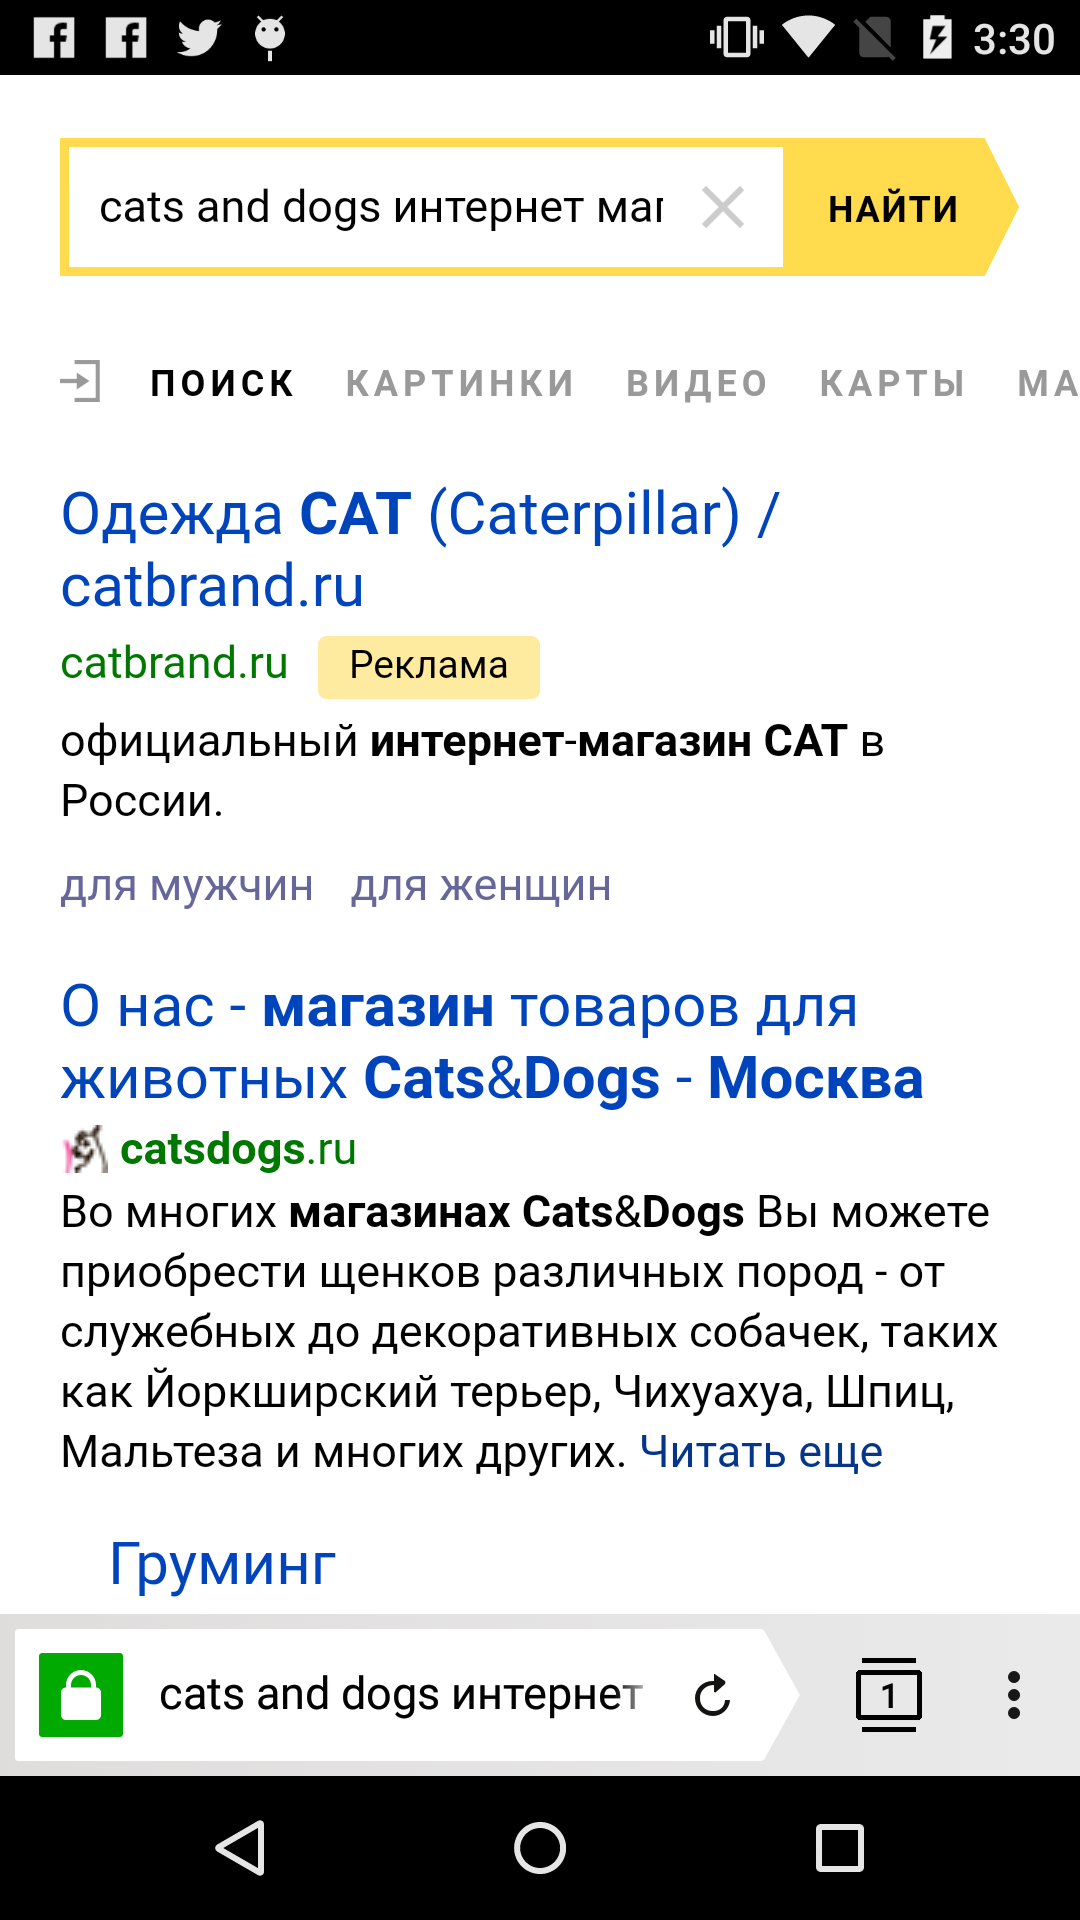 3:30
cats and dogs интернет маг
НАЙТИ
ПОИСК КАРТИНКИ ВИДЕО КАРТЫ МА
Одежда CAT (Caterpillar) /
catbrand.ru
catbrand.ru Реклама
официальный интернет-магазин CAT в
России.
для мужчин для женщин
О нас - магазин товаров для
животных Cats&Dogs - Москва
catsdogs.ru
Во многих магазинах Cats&Dogs Вы можете
приобрести щенков различных пород - от
служебных до декоративных собачек, таких
как Йоркширский терьер, Чихуахуа, Шпиц,
Мальтеза и многих других. Читать еще
Груминг
cats and dogs интернет
1